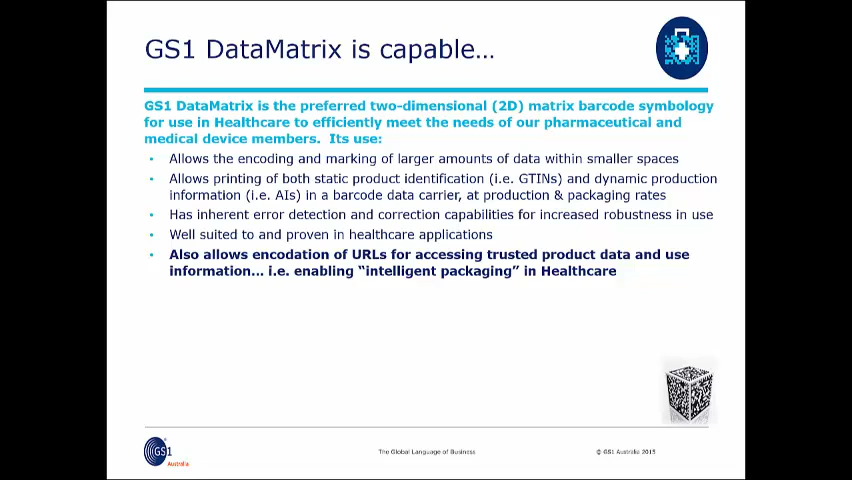 GS1 DataMatrix is capable…
GS1 DataMatrix is the preferred two-dimensional (2D) matrix barcode symbology
for use in Healthcare to efficiently meet the needs of our pharmaceutical and
medical device members.  Its use:
• Allows the encoding and marking of larger amounts of data within smaller spaces
• Allows printing of both static product identification (i.e. GTINs) and dynamic production
information (i.e. AIs) in a barcode data carrier, at production & packaging rates
• Has inherent error detection and correction capabilities for increased robustness in use
• Well suited to and proven in healthcare applications
• Also allows encodation of URLs for accessing trusted product data and use
information… i.e. enabling “intelligent packaging” in Healthcare
GS1
Australia
The Global Language of Business
© GS1 Australia 2015